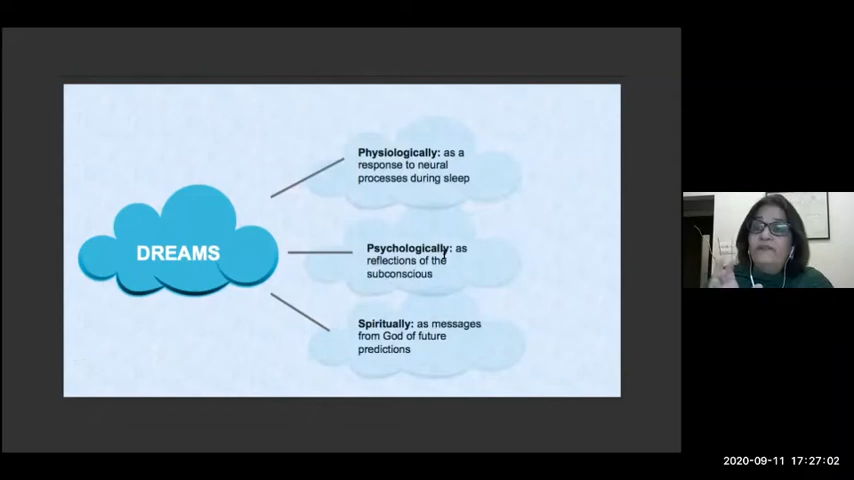 DREAMS
Physiologically: as a
response to neural
processes during sleep
Psychologically: as
reflections of the
subconscious
Spiritually: as messages
from God of future
predictions
2020-09-11 17:27:02